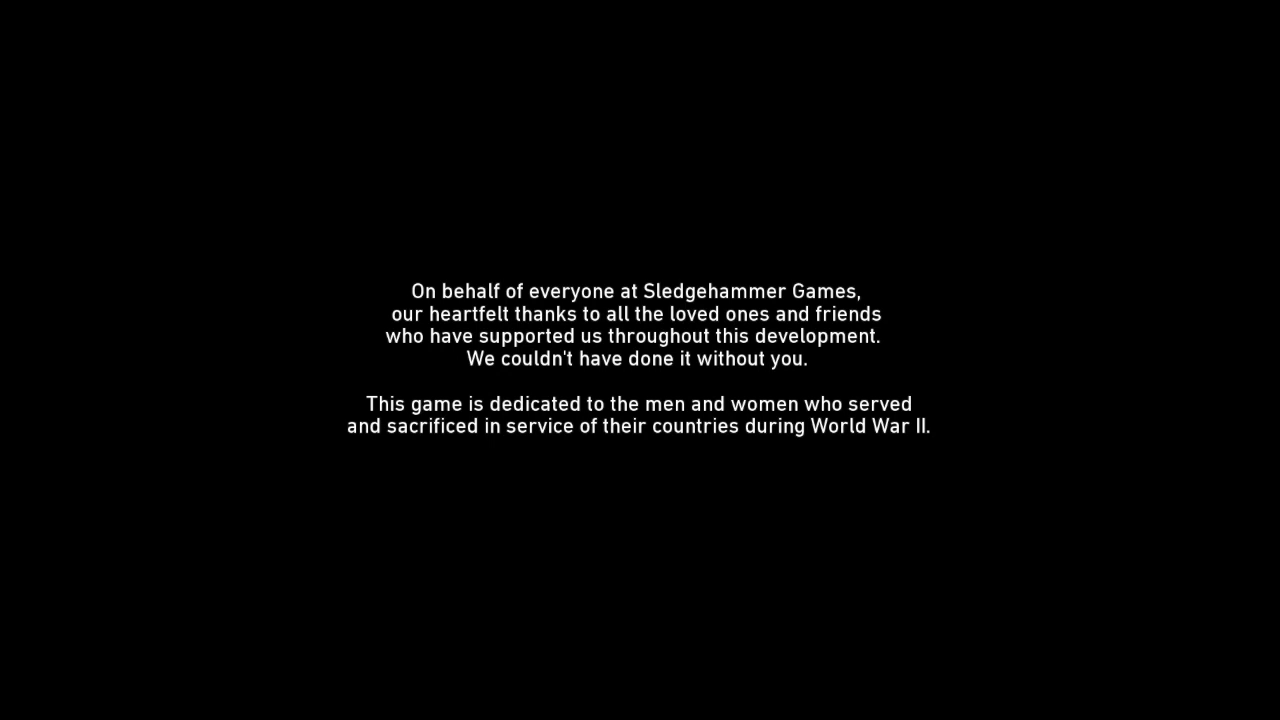 On behalf of everyone at Sledgehammer Games,
our heartfelt thanks to all the loved ones and friends
who have supported us throughout this development.
We couldn't have done it without you.
This game is dedicated to the men and women who served
and sacrificed in service of their countries during World War II.